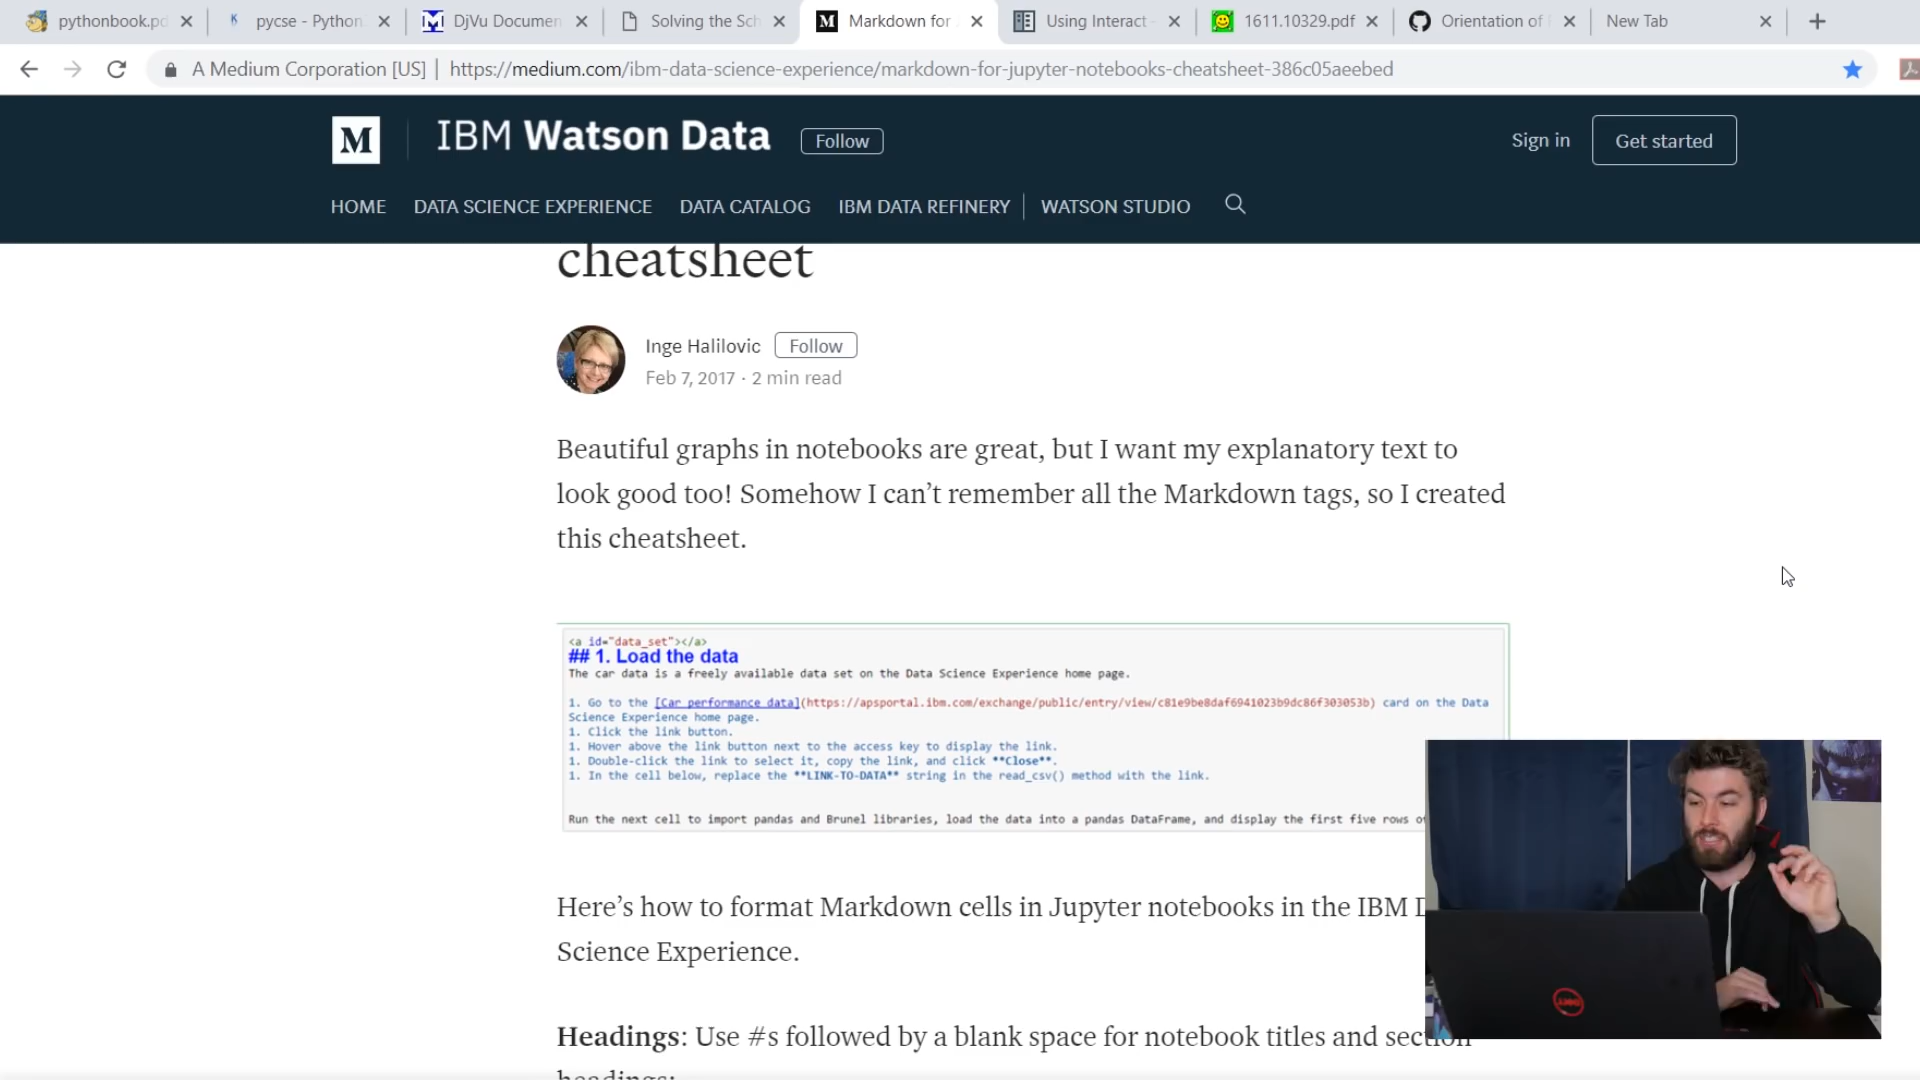 pythonbook.pd
pycse - Python
DjVu Documen
Solving the Sch
Markdown for
Using Interact
1611.10329.pdf
Orientation of
New Tab
A Medium Corporation [US] | https://medium.com/ibm-data-science-experience/markdown-for-jupyter-notebooks-cheatsheet-386c05aeebed
M
IBM Watson Data
Follow
Sign in
Get started
HOME DATA SCIENCE EXPERIENCE DATA CATALOG IBM DATA REFINERY WATSON STUDIO
cheatsheet
Inge Halilovic
Follow
Feb 7, 2017 · 2 min read
Beautiful graphs in notebooks are great, but I want my explanatory text to
look good too! Somehow I can’t remember all the Markdown tags, so I created
this cheatsheet.
<a id="data_set"></a>
## 1. Load the data
The car data is a freely available data set on the Data Science Experience home page.
1. Go to the [Car performance data](https://apsportal.ibm.com/exchange/public/entry/view/c81e9be8daf6941023b9dc86f303053b) card on the Data
Science Experience home page.
1. Click the link button.
1. Hover above the link button next to the access key to display the link.
1. Double-click the link to select it, copy the link, and click **Close**.
1. In the cell below, replace the **LINK-TO-DATA** string in the read_csv() method with the link.
Run the next cell to import pandas and Brunel libraries, load the data into a pandas DataFrame, and display the first five rows
Here’s how to format Markdown cells in Jupyter notebooks in the IBM
Science Experience.
Headings: Use #s followed by a blank space for notebook titles and section
headings:
DELL